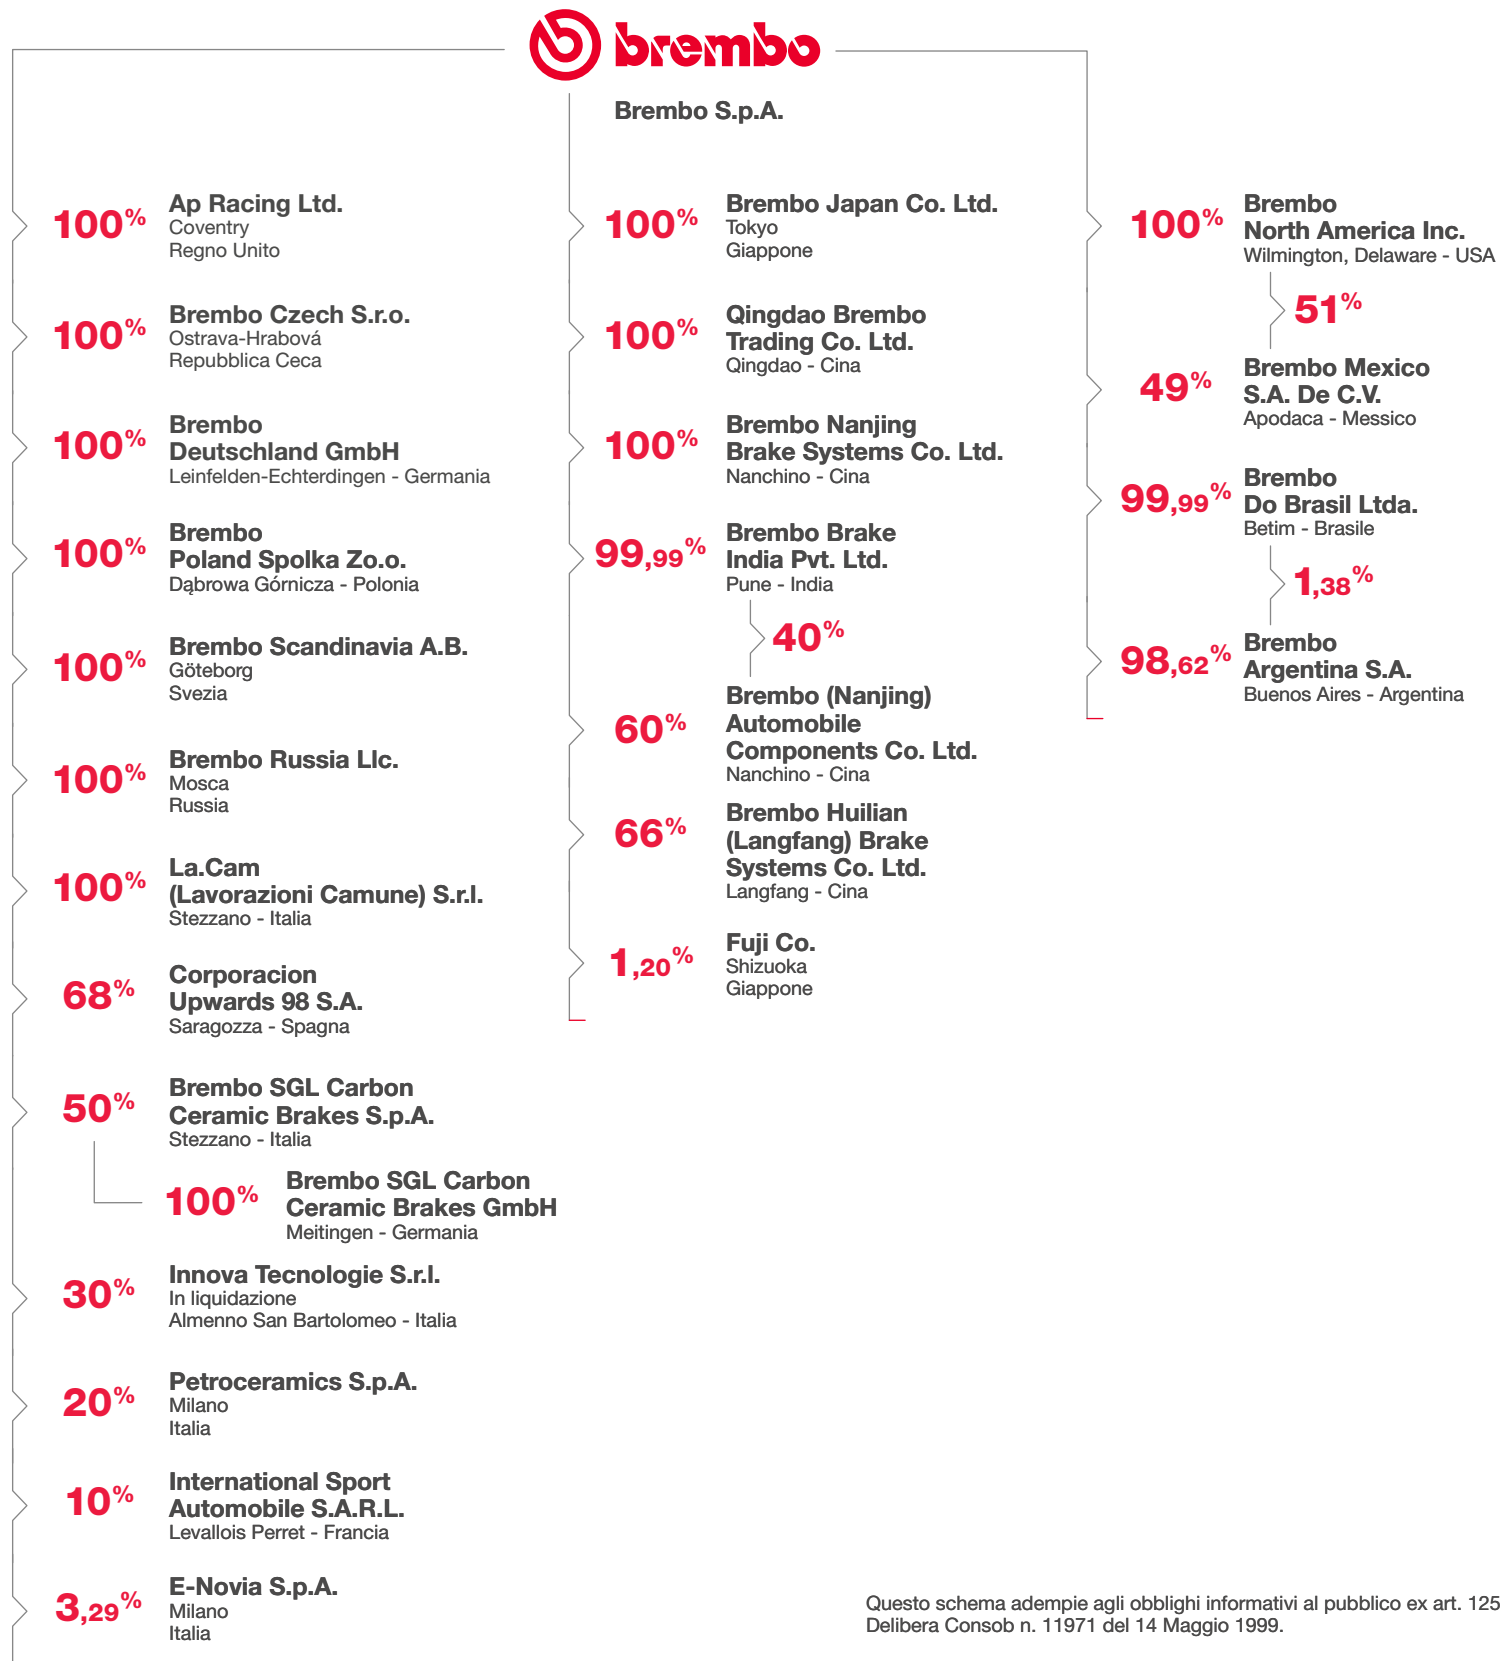 brembo
Brembo S.p.A.
100%
Ap Racing Ltd.
Coventry
Regno Unito
100%
Brembo Czech S.r.o.
Ostrava-Hrabová
Repubblica Ceca
100%
Brembo
Deutschland GmbH
Leinfelden-Echterdingen - Germania
100%
Brembo
Poland Spolka Zo.o.
Dąbrowa Górnicza - Polonia
100%
Brembo Scandinavia A.B.
Göteborg
Svezia
100%
Brembo Russia Llc.
Mosca
Russia
100%
La.Cam
(Lavorazioni Camune) S.r.l.
Stezzano - Italia
68%
Corporacion
Upwards 98 S.A.
Saragozza - Spagna
50%
Brembo SGL Carbon
Ceramic Brakes S.p.A.
Stezzano - Italia
100%
Brembo SGL Carbon
Ceramic Brakes GmbH
Meitingen - Germania
30%
Innova Tecnologie S.r.l.
In liquidazione
Almenno San Bartolomeo - Italia
20%
Petroceramics S.p.A.
Milano
Italia
10%
International Sport
Automobile S.A.R.L.
Levallois Perret - Francia
3,29%
E-Novia S.p.A.
Milano
Italia
100%
Brembo Japan Co. Ltd.
Tokyo
Giappone
100%
Qingdao Brembo
Trading Co. Ltd.
Qingdao - Cina
100%
Brembo Nanjing
Brake Systems Co. Ltd.
Nanchino - Cina
99,99%
Brembo Brake
India Pvt. Ltd.
Pune - India
40%
60%
Brembo (Nanjing)
Automobile
Components Co. Ltd.
Nanchino - Cina
66%
Brembo Huilian
(Langfang) Brake
Systems Co. Ltd.
Langfang - Cina
1,20%
Fuji Co.
Shizuoka
Giappone
100%
Brembo
North America Inc.
Wilmington, Delaware - USA
51%
49%
Brembo Mexico
S.A. De C.V.
Apodaca - Messico
99,99%
Brembo
Do Brasil Ltda.
Betim - Brasile
1,38%
98,62%
Brembo
Argentina S.A.
Buenos Aires - Argentina
Questo schema adempie agli obblighi informativi al pubblico ex art. 125
Delibera Consob n. 11971 del 14 Maggio 1999.